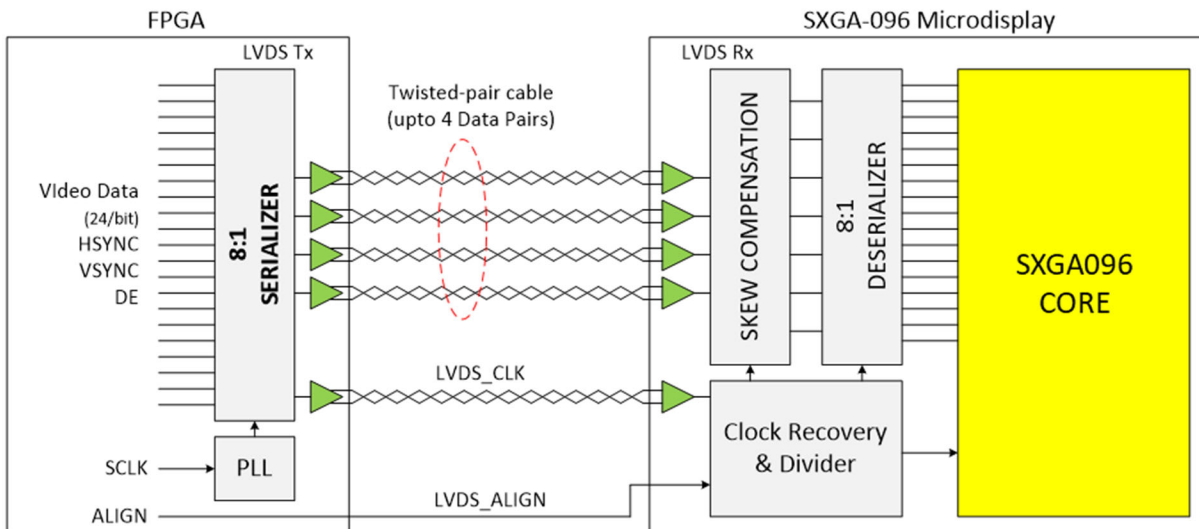 FPGA
SXGA-096 Microdisplay
LVDS Tx
LVDS Rx
Twisted-pair cable
(upto 4 Data Pairs)
VIdeo Data
(24/bit)
HSYNC
VSYNC
DE
8:1
SERIALIZER
SKEW COMPENSATION
8:1
DESERIALIZER
SXGA096
CORE
LVDS_CLK
Clock Recovery
& Divider
SCLK
PLL
ALIGN
LVDS_ALIGN